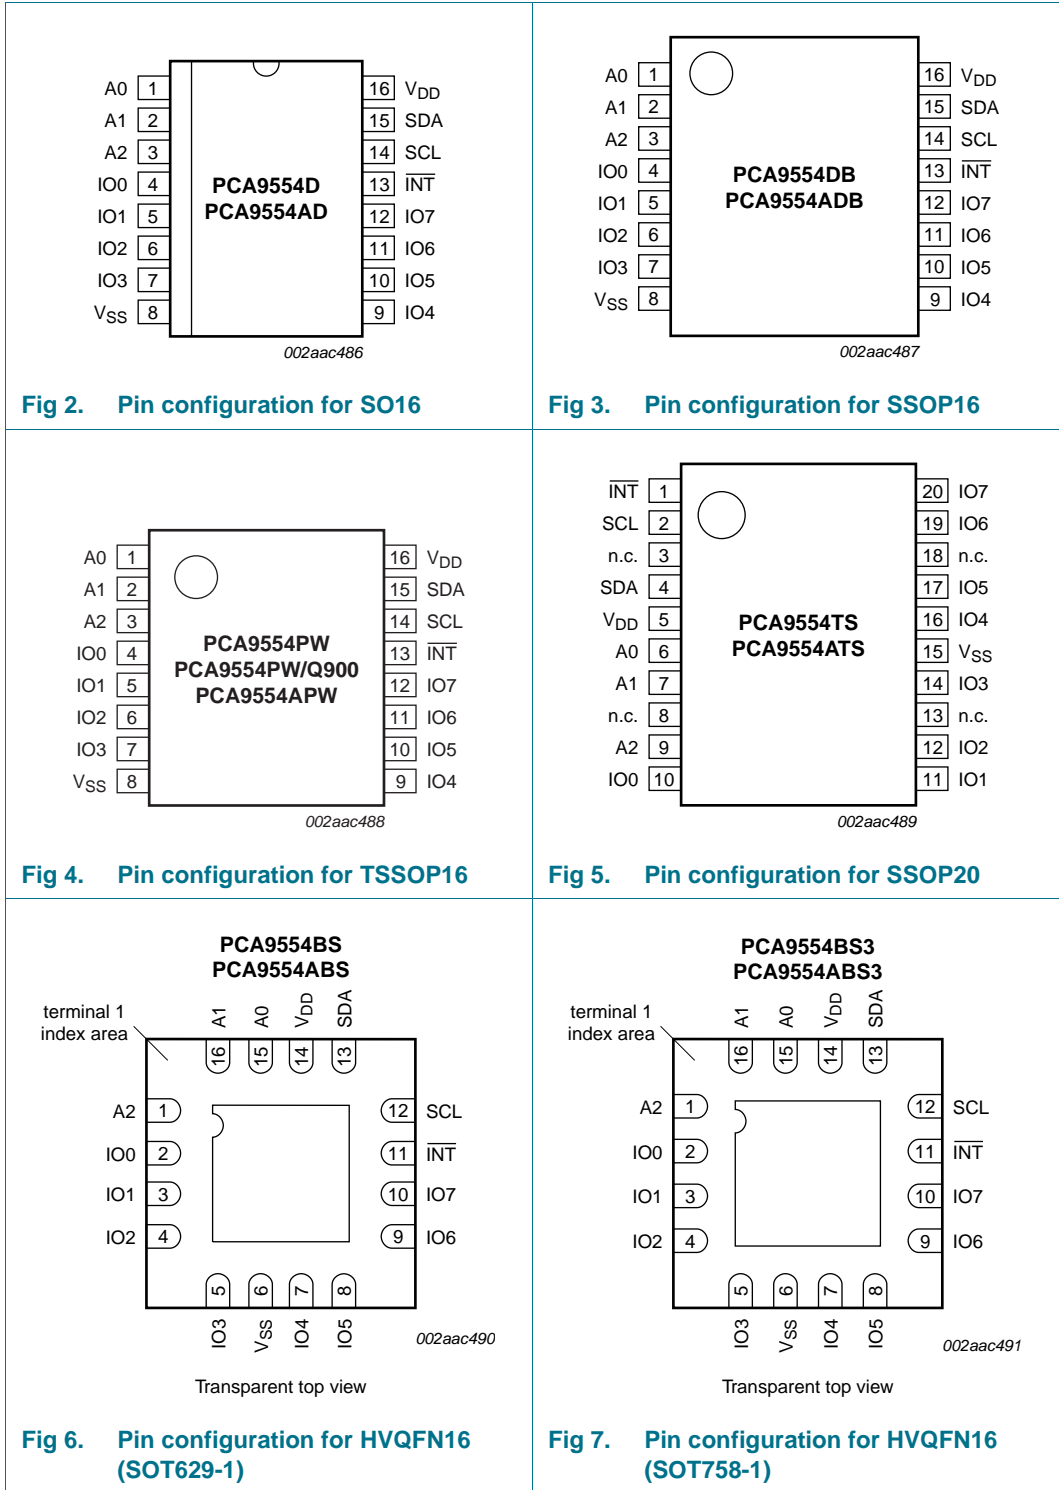 A0 1
A1 2
A2 3
IO0 4
IO1 5
IO2 6
IO3 7
VSS 8
16 VDD
15 SDA
14 SCL
13 INT
12 IO7
11 IO6
10 IO5
9 IO4
PCA9554D
PCA9554AD
002aac486
Fig 2. Pin configuration for SO16
A0 1
A1 2
A2 3
IO0 4
IO1 5
IO2 6
IO3 7
VSS 8
16 VDD
15 SDA
14 SCL
13 INT
12 IO7
11 IO6
10 IO5
9 IO4
PCA9554DB
PCA9554ADB
002aac487
Fig 3. Pin configuration for SSOP16
A0 1
A1 2
A2 3
IO0 4
IO1 5
IO2 6
IO3 7
VSS 8
16 VDD
15 SDA
14 SCL
13 INT
12 IO7
11 IO6
10 IO5
9 IO4
PCA9554PW
PCA9554PW/Q900
PCA9554APW
002aac488
Fig 4. Pin configuration for TSSOP16
INT 1
SCL 2
n.c. 3
SDA 4
VDD 5
A0 6
A1 7
n.c. 8
A2 9
IO0 10
20 IO7
19 IO6
18 n.c.
17 IO5
16 IO4
15 VSS
14 IO3
13 n.c.
12 IO2
11 IO1
PCA9554TS
PCA9554ATS
002aac489
Fig 5. Pin configuration for SSOP20
PCA9554BS
PCA9554ABS
terminal 1
index area
A1 16
A0 15
VDD 14
SDA 13
A2 1
IO0 2
IO1 3
IO2 4
12 SCL
11 INT
10 IO7
9 IO6
5 IO3
6 VSS
7 IO4
8 IO5
002aac490
Transparent top view
Fig 6. Pin configuration for HVQFN16
(SOT629-1)
PCA9554BS3
PCA9554ABS3
terminal 1
index area
A1 16
A0 15
VDD 14
SDA 13
A2 1
IO0 2
IO1 3
IO2 4
12 SCL
11 INT
10 IO7
9 IO6
5 IO3
6 VSS
7 IO4
8 IO5
002aac491
Transparent top view
Fig 7. Pin configuration for HVQFN16
(SOT758-1)